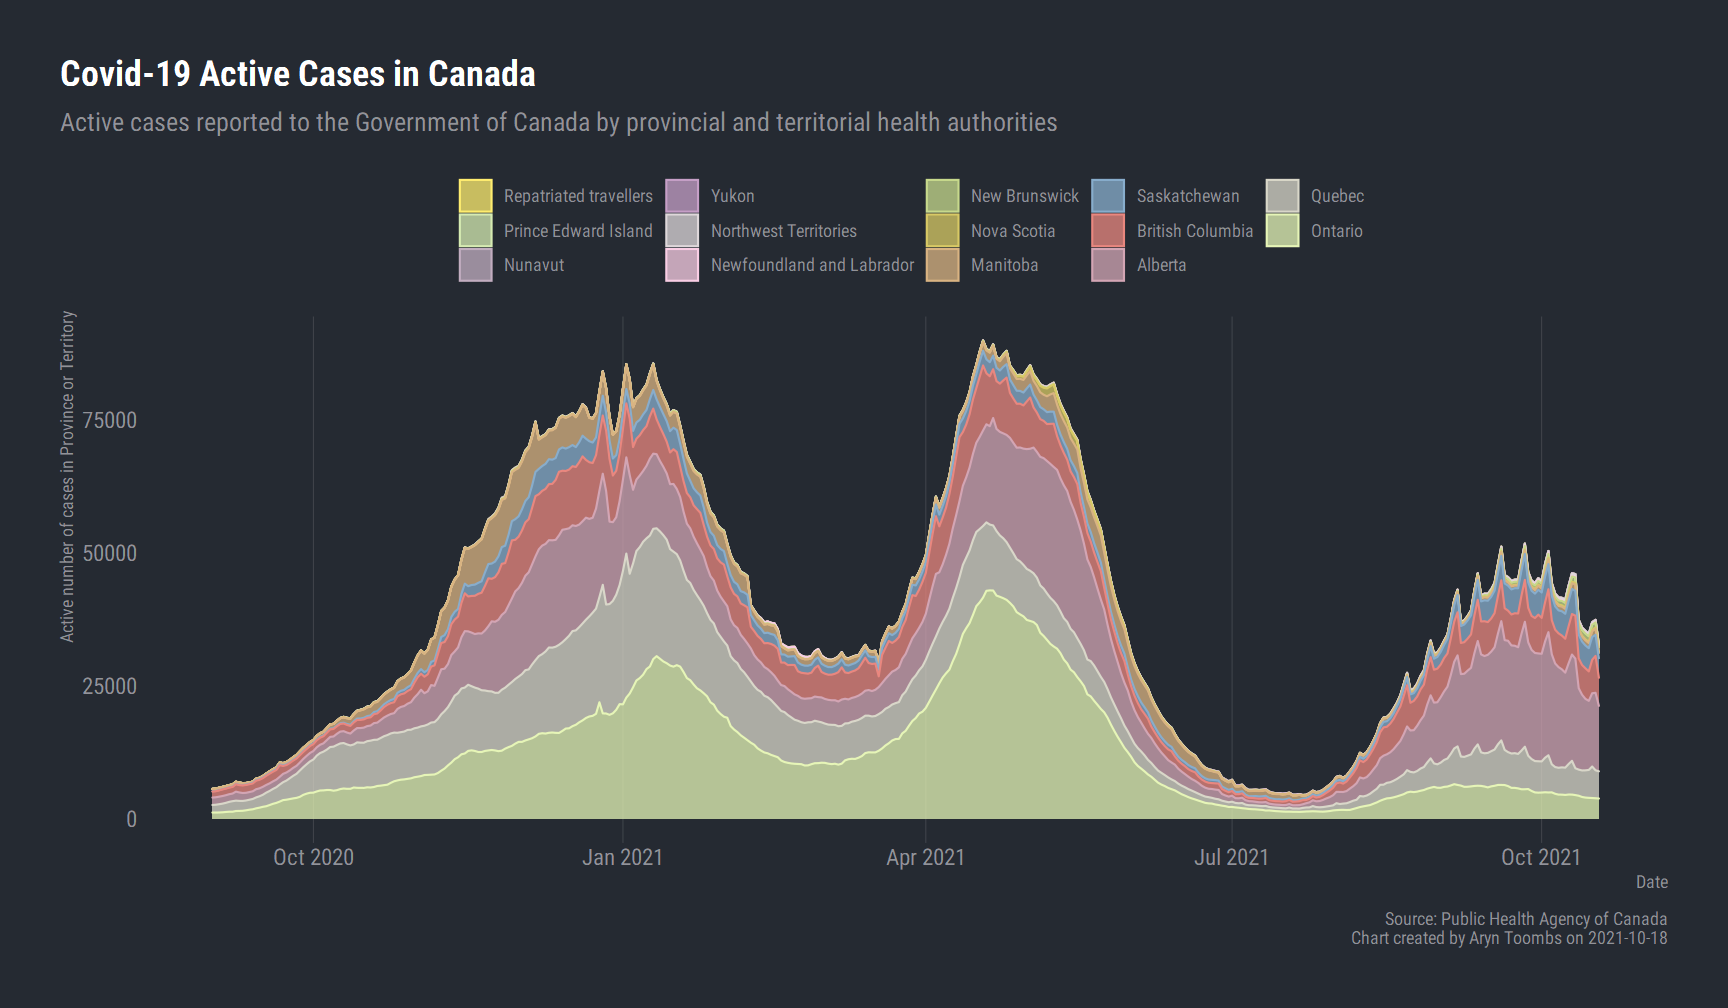 Covid-19 Active Cases in Canada
Active cases reported to the Government of Canada by provincial and territorial health authorities
Repatriated travellers
Yukon
New Brunswick
Saskatchewan
Quebec
Prince Edward Island
Northwest Territories
Nova Scotia
British Columbia
Ontario
Nunavut
Newfoundland and Labrador
Manitoba
Alberta
Active number of cases in Province or Territory
75000
50000
25000
0
Oct 2020
Jan 2021
Apr 2021
Jul 2021
Oct 2021
Date
Source: Public Health Agency of Canada
Chart created by Aryn Toombs on 2021-10-18